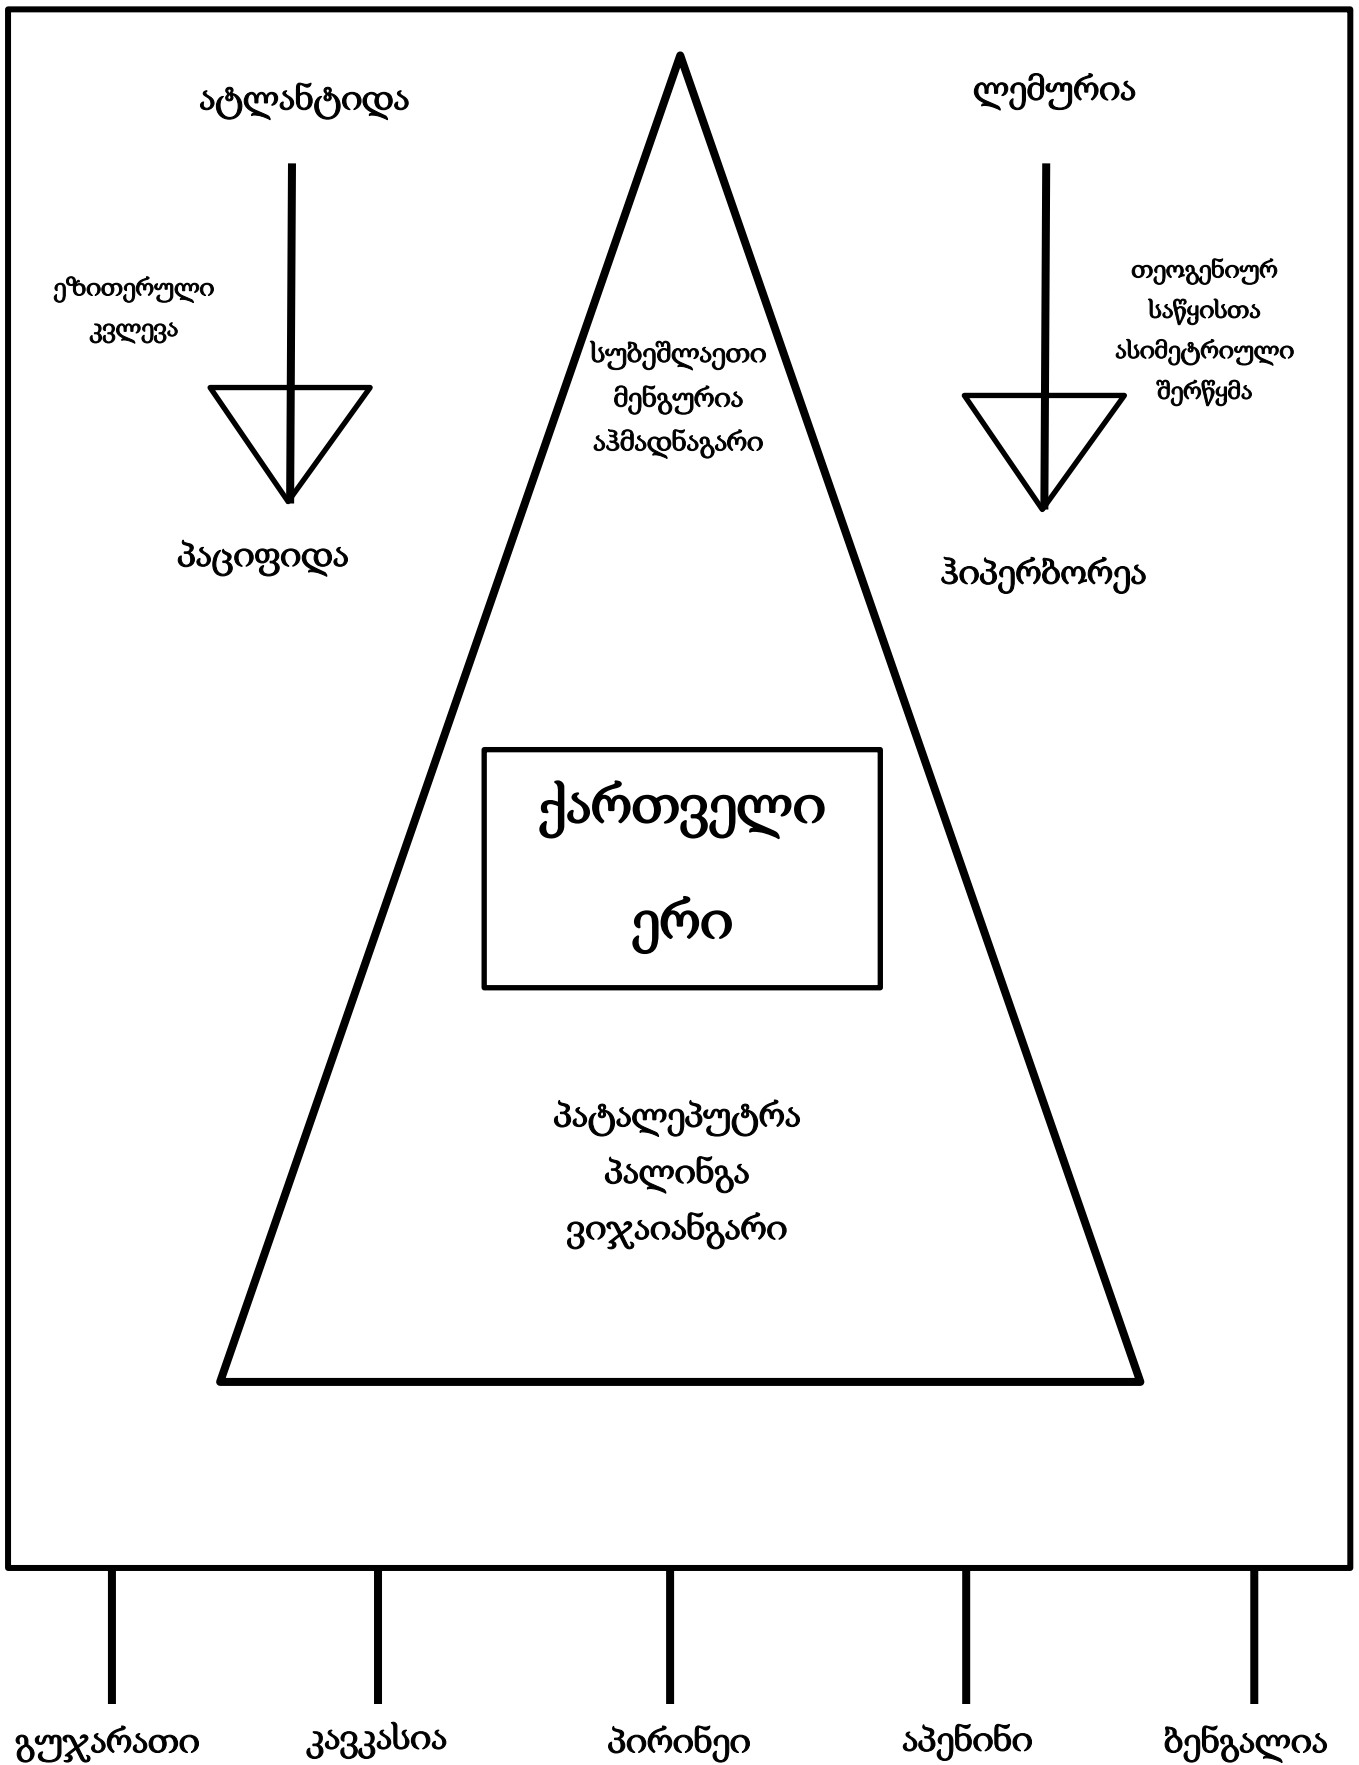 ატლანტიდა
ლემურია
ეზითერული
კვლევა
თეოგენიურ
საწყისთა
ასიმეტრიული
შერწყმა
სუბეშლაეთი
მენგურია
აჰმადნაგარი
პაციფიდა
ჰიპერბორეა
ქართველი
ერი
პატალეპუტრა
პალინგა
ვიჯაიანგარი
გუჯარათი
კავკასია
პირინეი
აპენინი
ბენგალია